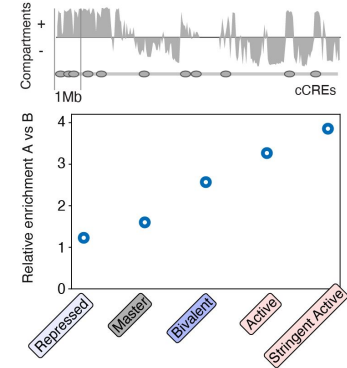 Compartments
+
-
1Mb
cCREs
Relative enrichment A vs B
4
3
2
1
0
Repressed
Master
Bivalent
Active
Stringent Active